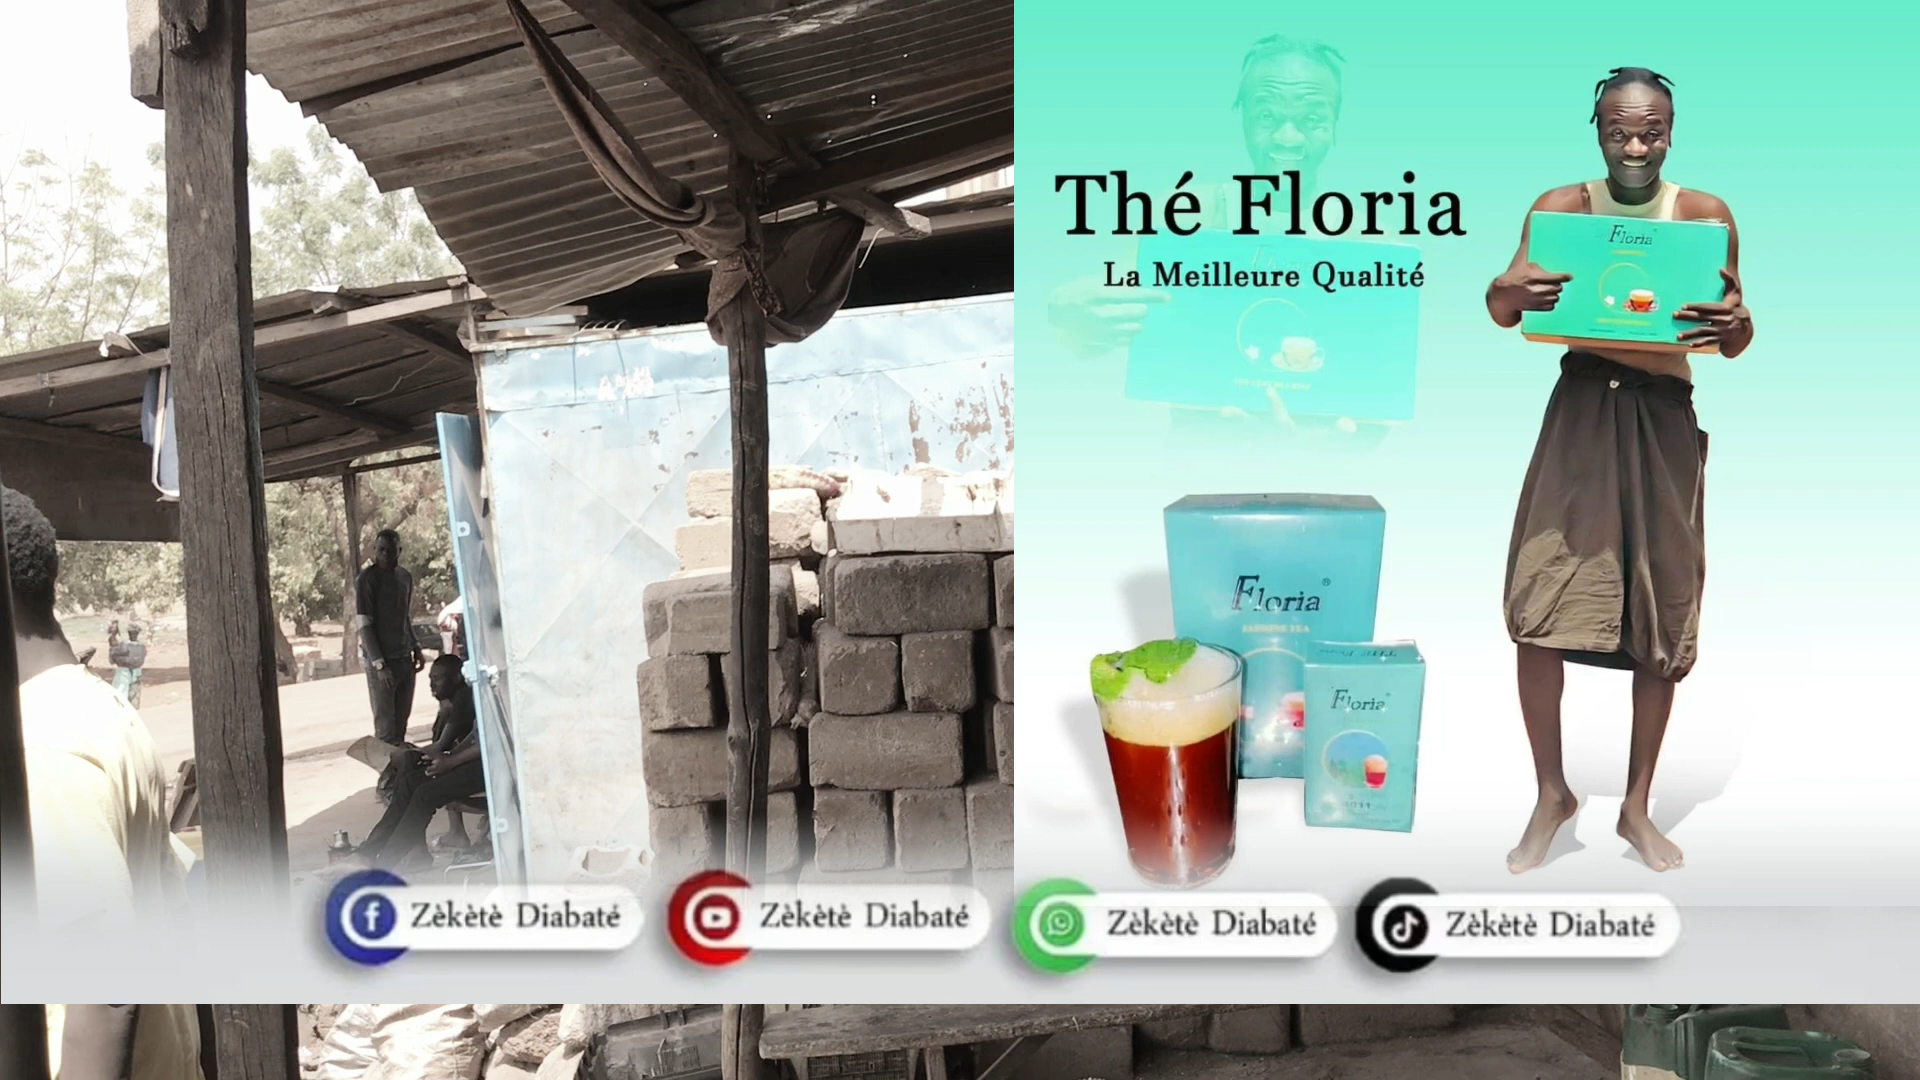 Thé Floria
La Meilleure Qualité
Floria
Floria®
JASMINE TEA
Floria®
Zèkètè Diabaté
Zèkètè Diabaté
Zèkètè Diabaté
Zèkètè Diabaté